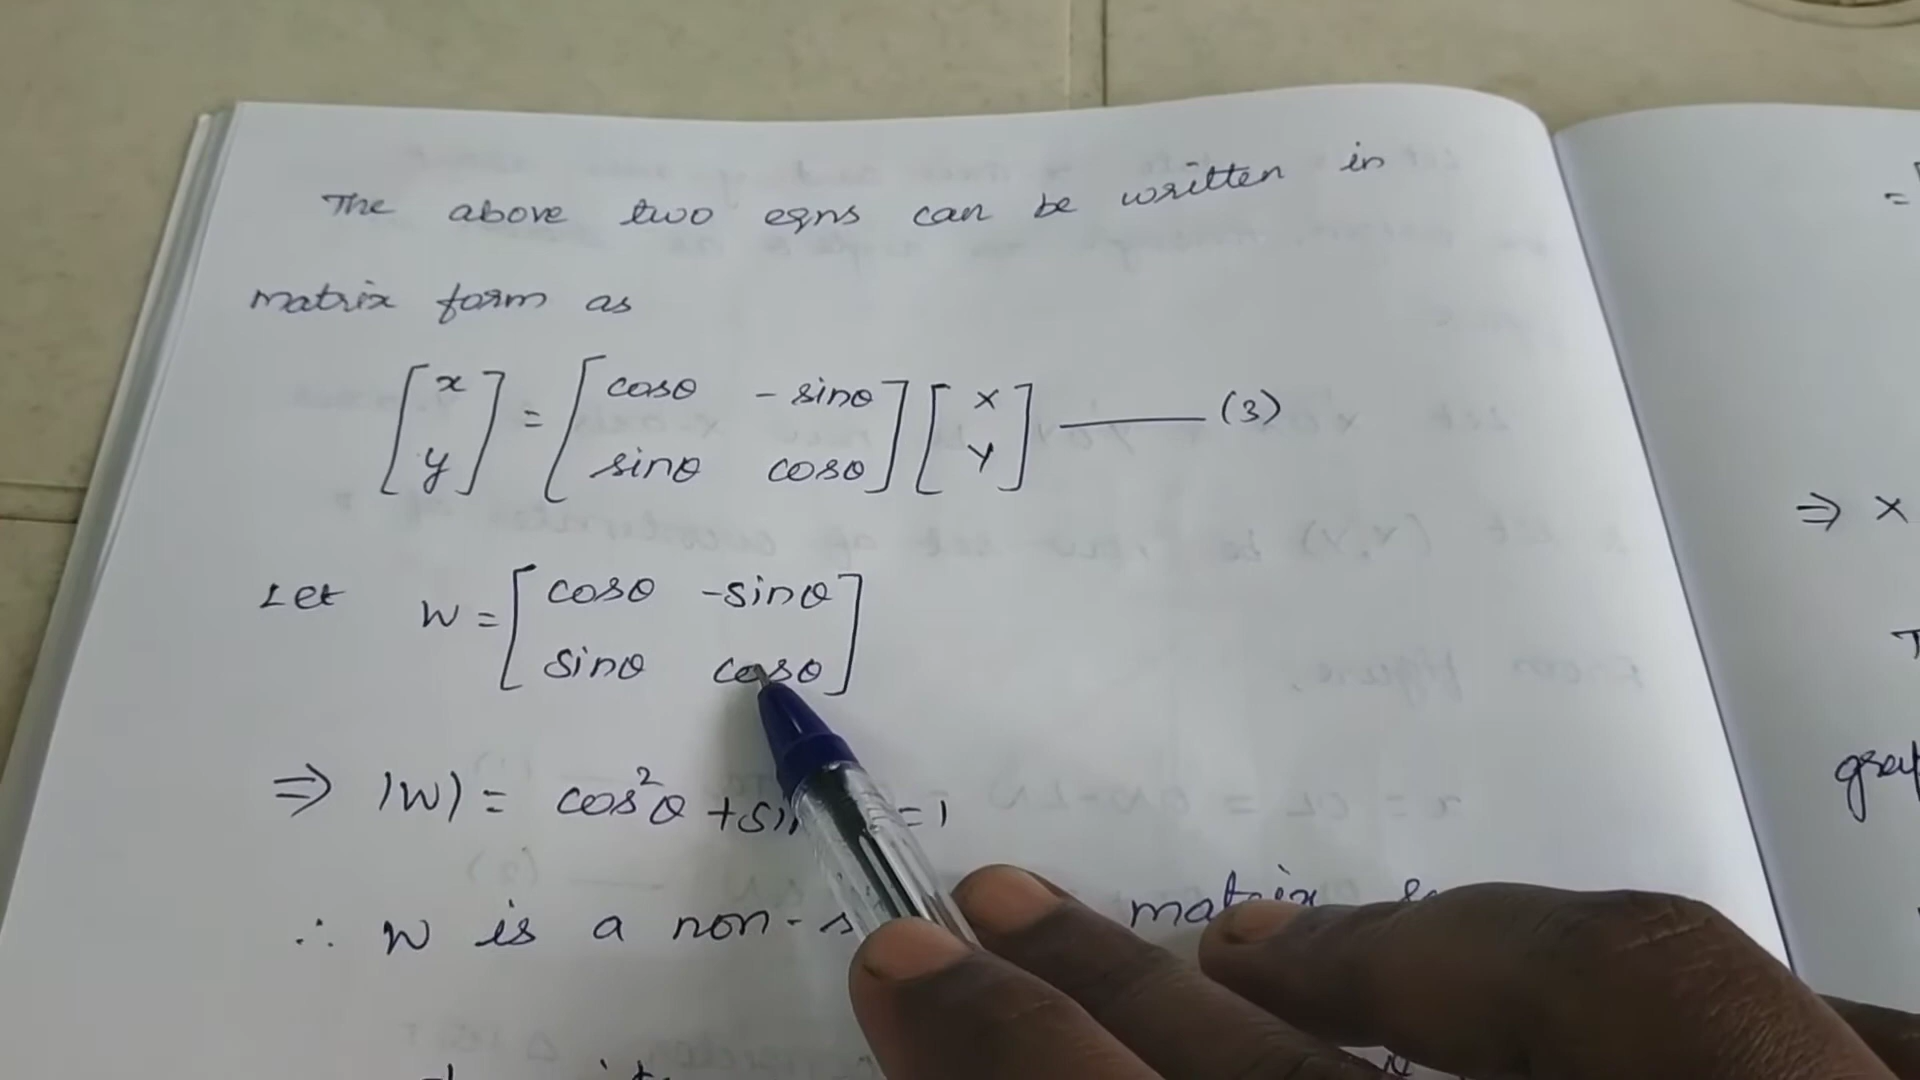 The above two eqns can be written in
matrix form as
[x y] = [cosθ -sinθ sinθ cosθ] [X Y] —— (3)
Let W = [cosθ -sinθ sinθ cosθ]
⇒ |W| = cos²θ + = 1
∴ W is a non- matrix
=
⇒ X